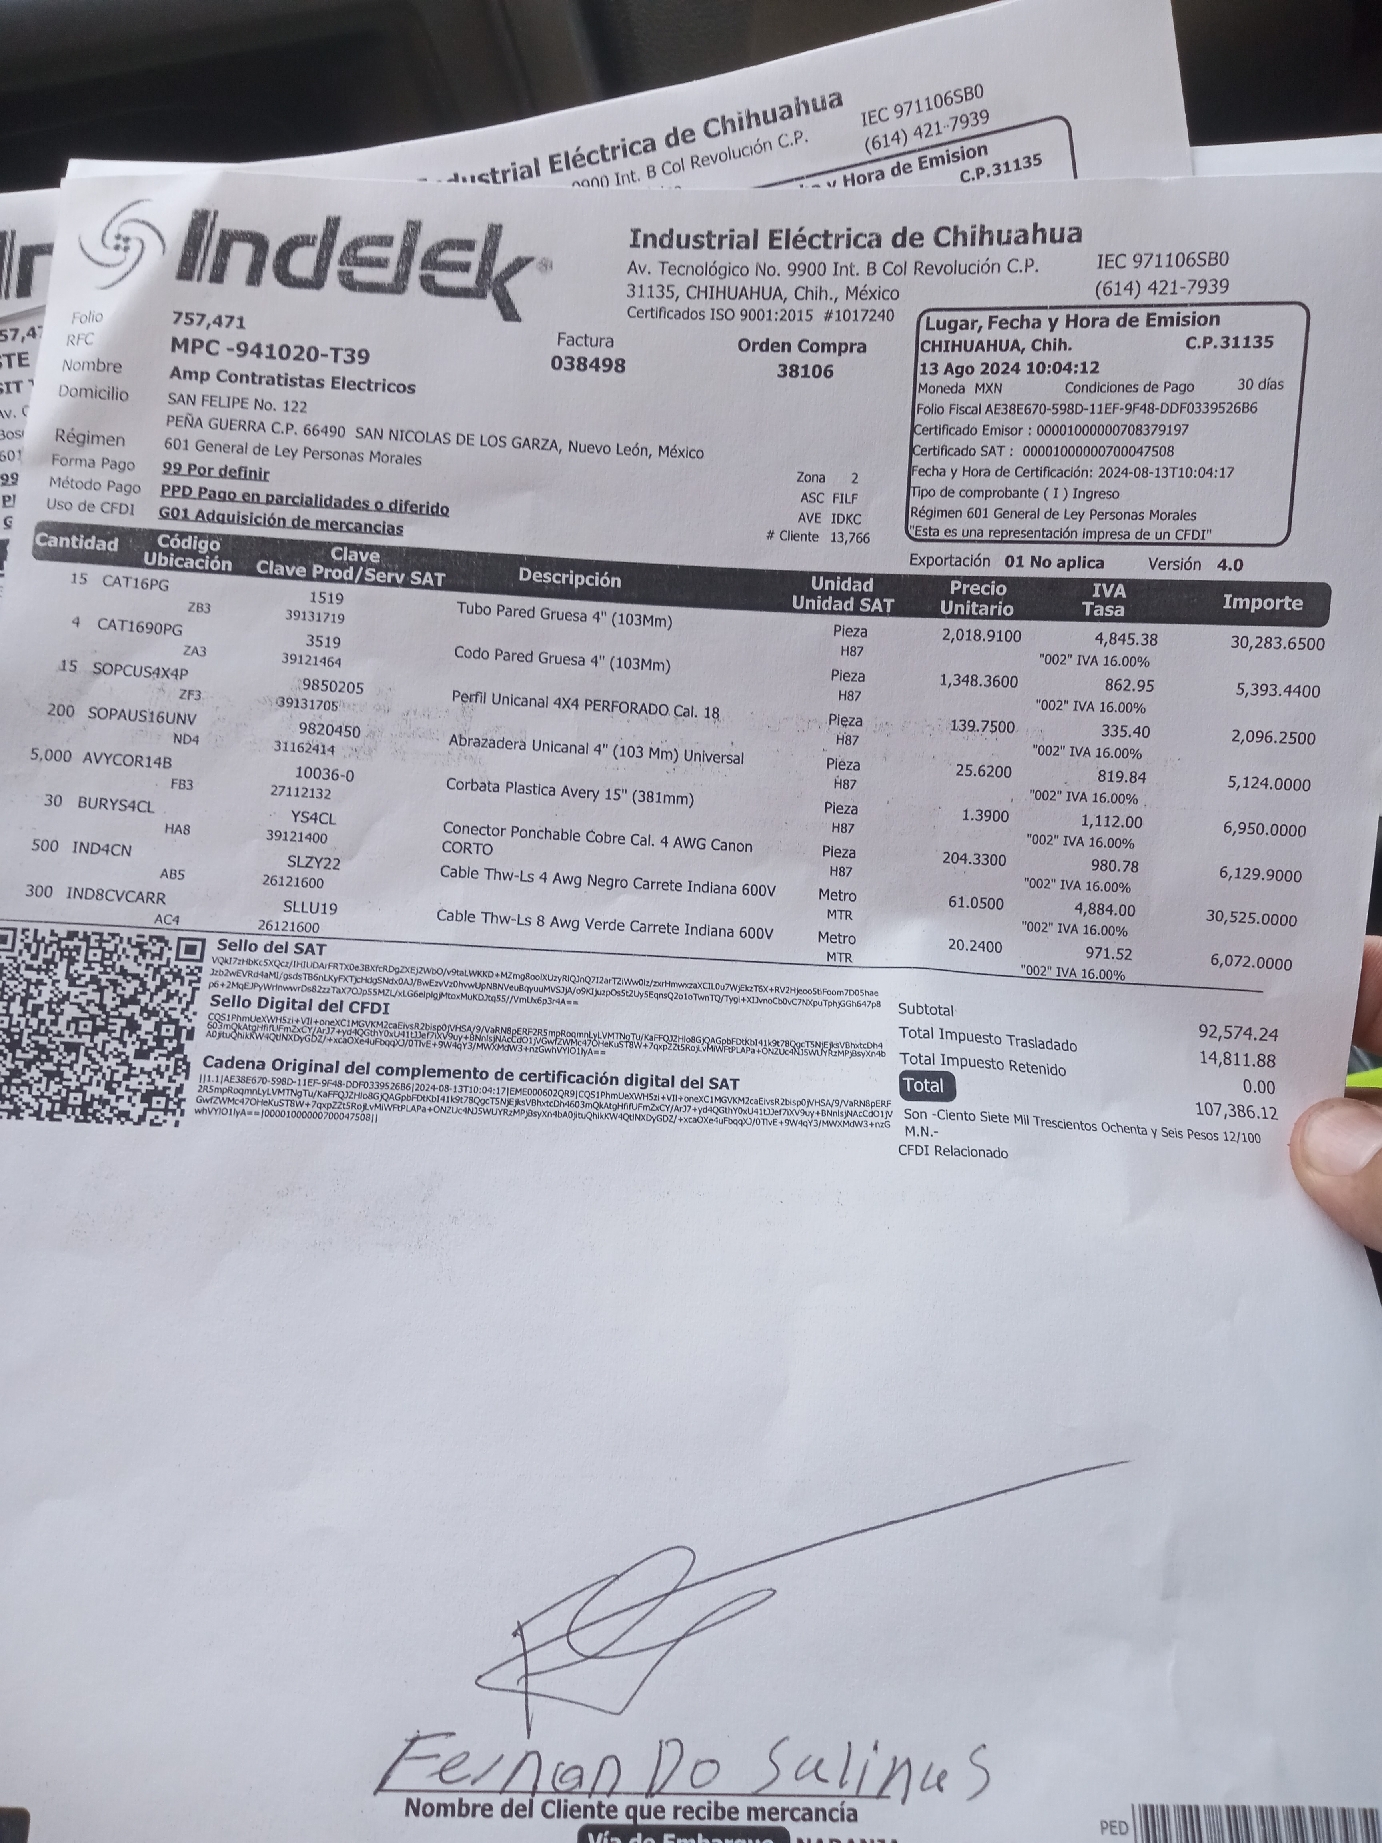 ndustrial Eléctrica de Chihuahua
IEC 971106SB0
9900 Int. B Col Revolución C.P.
(614) 421-7939
y Hora de Emision
C.P.31135
Indelek®
Industrial Eléctrica de Chihuahua
Av. Tecnológico No. 9900 Int. B Col Revolución C.P.
IEC 971106SB0
31135, CHIHUAHUA, Chih., México
(614) 421-7939
Certificados ISO 9001:2015 #1017240
Folio 757,471
RFC MPC -941020-T39
Factura
038498
Orden Compra
38106
Nombre Amp Contratistas Electricos
Domicilio SAN FELIPE No. 122
PEÑA GUERRA C.P. 66490 SAN NICOLAS DE LOS GARZA, Nuevo León, México
Régimen 601 General de Ley Personas Morales
Forma Pago 99 Por definir
Método Pago PPD Pago en parcialidades o diferido
Uso de CFDI G01 Adquisición de mercancias
Zona 2
ASC FILF
AVE IDKC
# Cliente 13,766
Lugar, Fecha y Hora de Emision
CHIHUAHUA, Chih. C.P.31135
13 Ago 2024 10:04:12
Moneda MXN Condiciones de Pago 30 días
Folio Fiscal AE38E670-598D-11EF-9F48-DDF0339526B6
Certificado Emisor : 00001000000708379197
Certificado SAT : 00001000000700047508
Fecha y Hora de Certificación: 2024-08-13T10:04:17
Tipo de comprobante ( I ) Ingreso
Régimen 601 General de Ley Personas Morales
"Esta es una representación impresa de un CFDI"
Exportación 01 No aplica Versión 4.0
Cantidad Código Clave Descripción Unidad Precio IVA Importe
Ubicación Clave Prod/Serv SAT Unidad SAT Unitario Tasa
15 CAT16PG 1519 Tubo Pared Gruesa 4" (103Mm) Pieza 2,018.9100 4,845.38 30,283.6500
ZB3 39131719 H87 "002" IVA 16.00%
4 CAT1690PG 3519 Codo Pared Gruesa 4" (103Mm) Pieza 1,348.3600 862.95 5,393.4400
ZA3 39121464 H87 "002" IVA 16.00%
15 SOPCUS4X4P 9850205 Perfil Unicanal 4X4 PERFORADO Cal. 18 Pieza 139.7500 335.40 2,096.2500
ZF3 39131705 H87 "002" IVA 16.00%
200 SOPAUS16UNV 9820450 Abrazadera Unicanal 4" (103 Mm) Universal Pieza 25.6200 819.84 5,124.0000
ND4 31162414 H87 "002" IVA 16.00%
5,000 AVYCOR14B 10036-0 Corbata Plastica Avery 15" (381mm) Pieza 1.3900 1,112.00 6,950.0000
FB3 27112132 H87 "002" IVA 16.00%
30 BURYS4CL YS4CL Conector Ponchable Cobre Cal. 4 AWG Canon Pieza 204.3300 980.78 6,129.9000
HA8 39121400 CORTO H87 "002" IVA 16.00%
500 IND4CN SLZY22 Cable Thw-Ls 4 Awg Negro Carrete Indiana 600V Metro 61.0500 4,884.00 30,525.0000
AB5 26121600 MTR "002" IVA 16.00%
300 IND8CVCARR SLLU19 Cable Thw-Ls 8 Awg Verde Carrete Indiana 600V Metro 20.2400 971.52 6,072.0000
AC4 26121600 MTR "002" IVA 16.00%
Sello del SAT
Sello Digital del CFDI
Cadena Original del complemento de certificación digital del SAT
Subtotal 92,574.24
Total Impuesto Trasladado 14,811.88
Total Impuesto Retenido 0.00
Total 107,386.12
Son -Ciento Siete Mil Trescientos Ochenta y Seis Pesos 12/100
M.N.-
CFDI Relacionado
Fernando Salinas
Nombre del Cliente que recibe mercancía
PED